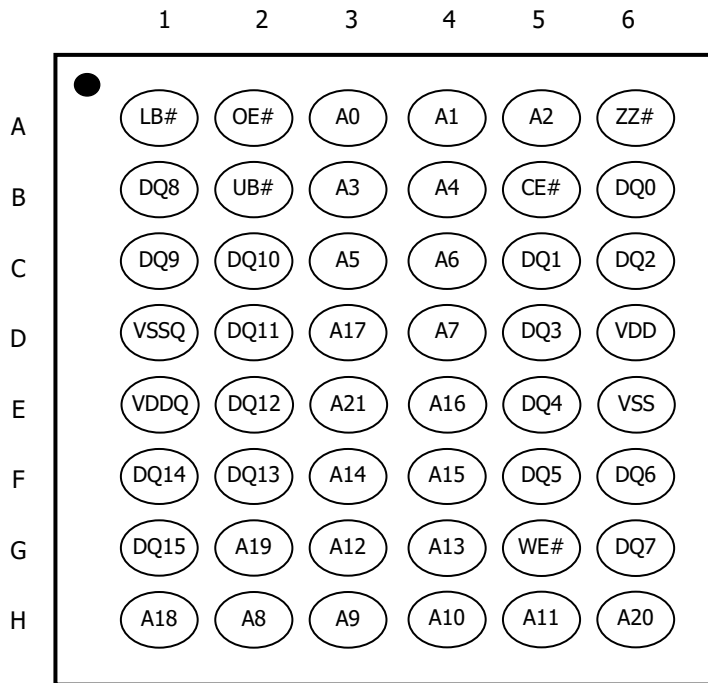 1 2 3 4 5 6
A LB# OE# A0 A1 A2 ZZ#
B DQ8 UB# A3 A4 CE# DQ0
C DQ9 DQ10 A5 A6 DQ1 DQ2
D VSSQ DQ11 A17 A7 DQ3 VDD
E VDDQ DQ12 A21 A16 DQ4 VSS
F DQ14 DQ13 A14 A15 DQ5 DQ6
G DQ15 A19 A12 A13 WE# DQ7
H A18 A8 A9 A10 A11 A20